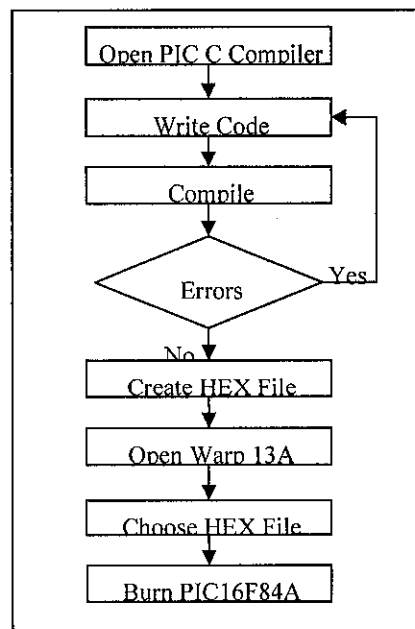 Open PIC C Compiler
Write Code
Compile
Errors
Yes
No
Create HEX File
Open Warp 13A
Choose HEX File
Burn PIC16F84A